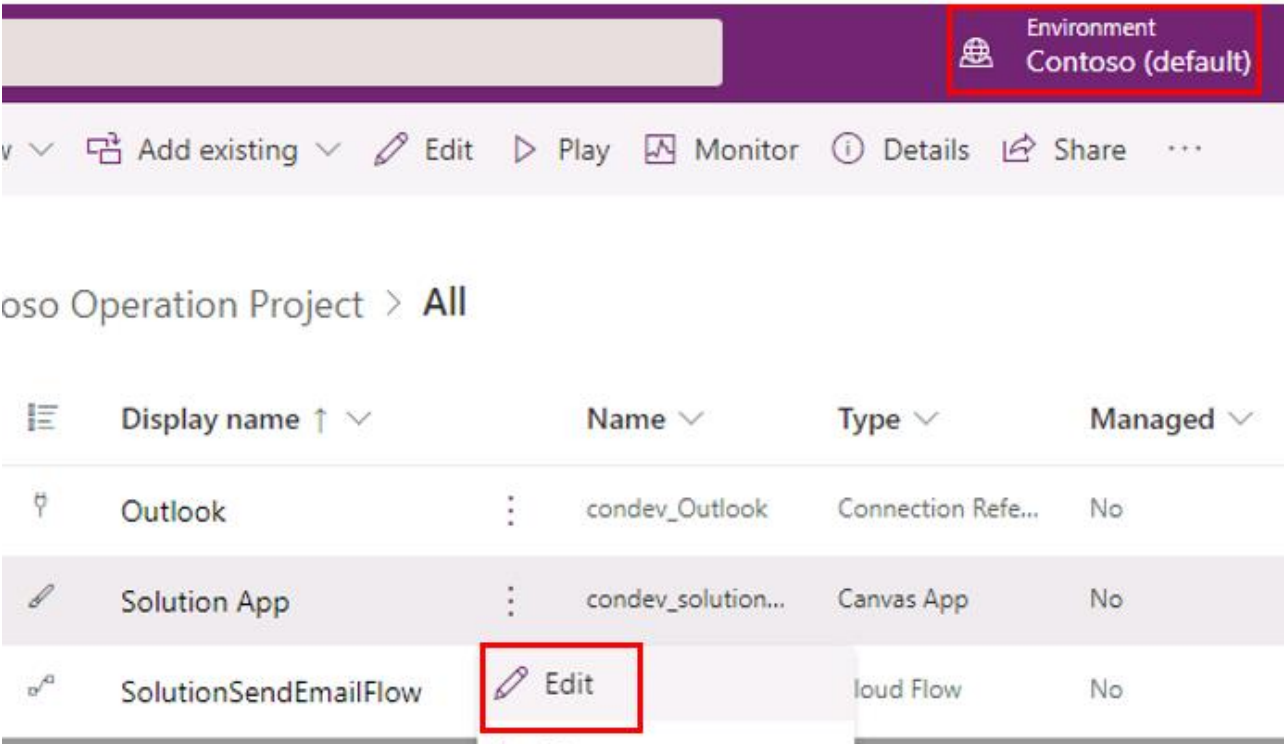 Environment
Contoso (default)
Add existing Edit Play Monitor Details Share ...
oso Operation Project > All
Display name ↑ Name Type Managed
Outlook condev_Outlook Connection Refe... No
Solution App condev_solution... Canvas App No
SolutionSendEmailFlow Edit loud Flow No